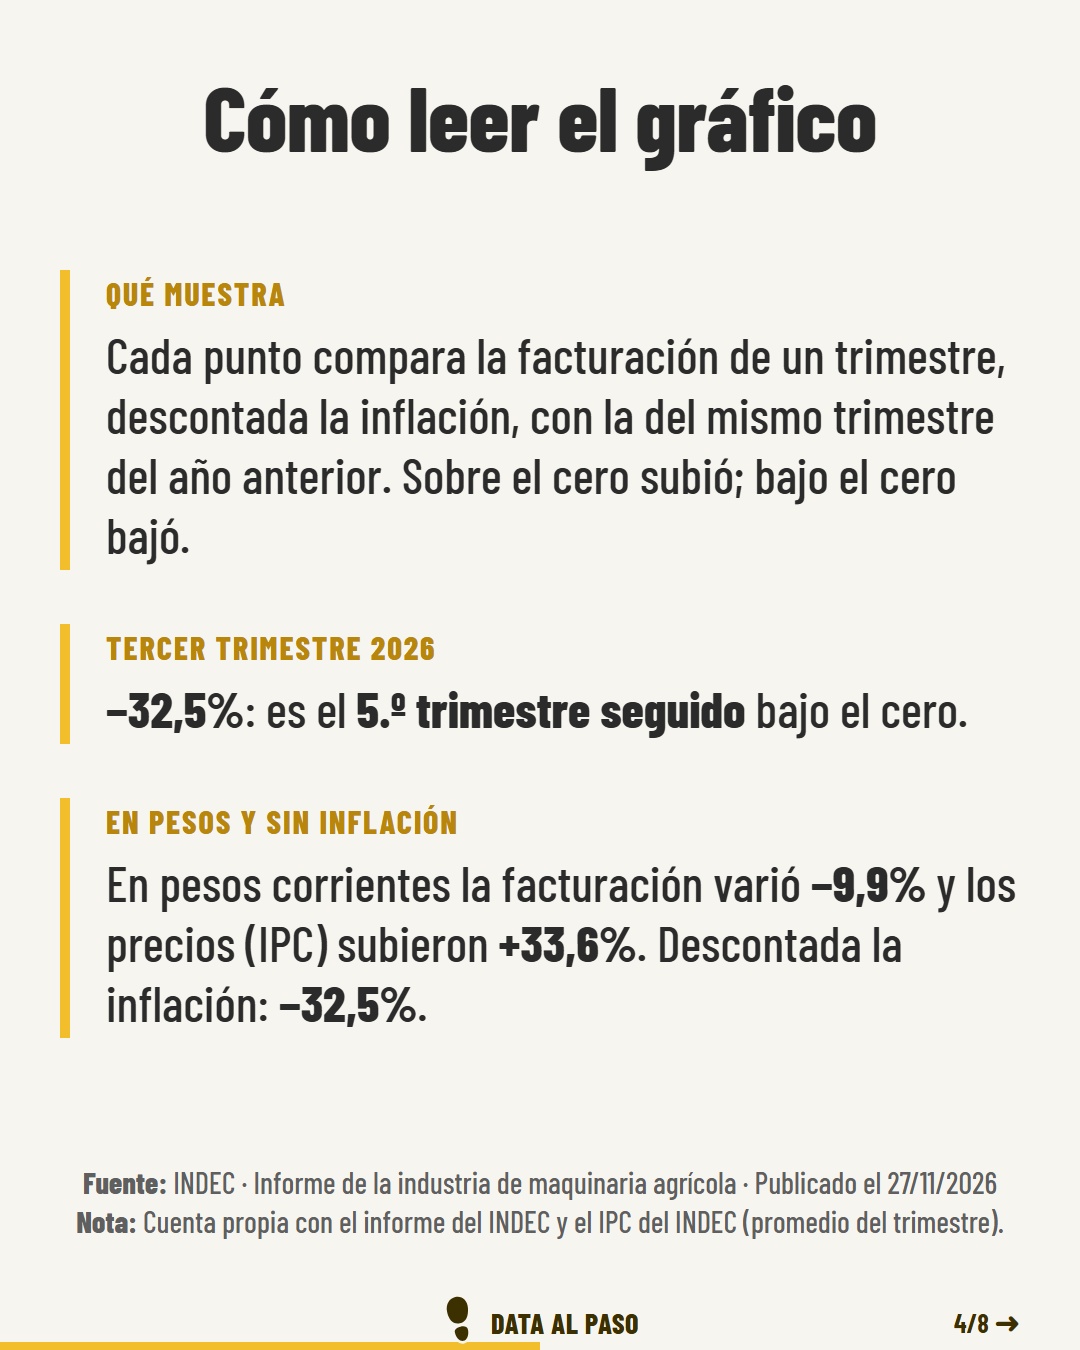 Cómo leer el gráfico
QUÉ MUESTRA
Cada punto compara la facturación de un trimestre,
descontada la inflación, con la del mismo trimestre
del año anterior. Sobre el cero subió; bajo el cero
bajó.
TERCER TRIMESTRE 2026
−32,5%: es el 5.º trimestre seguido bajo el cero.
EN PESOS Y SIN INFLACIÓN
En pesos corrientes la facturación varió −9,9% y los
precios (IPC) subieron +33,6%. Descontada la
inflación: −32,5%.
Fuente: INDEC · Informe de la industria de maquinaria agrícola · Publicado el 27/11/2026
Nota: Cuenta propia con el informe del INDEC y el IPC del INDEC (promedio del trimestre).
DATA AL PASO
4/8 →